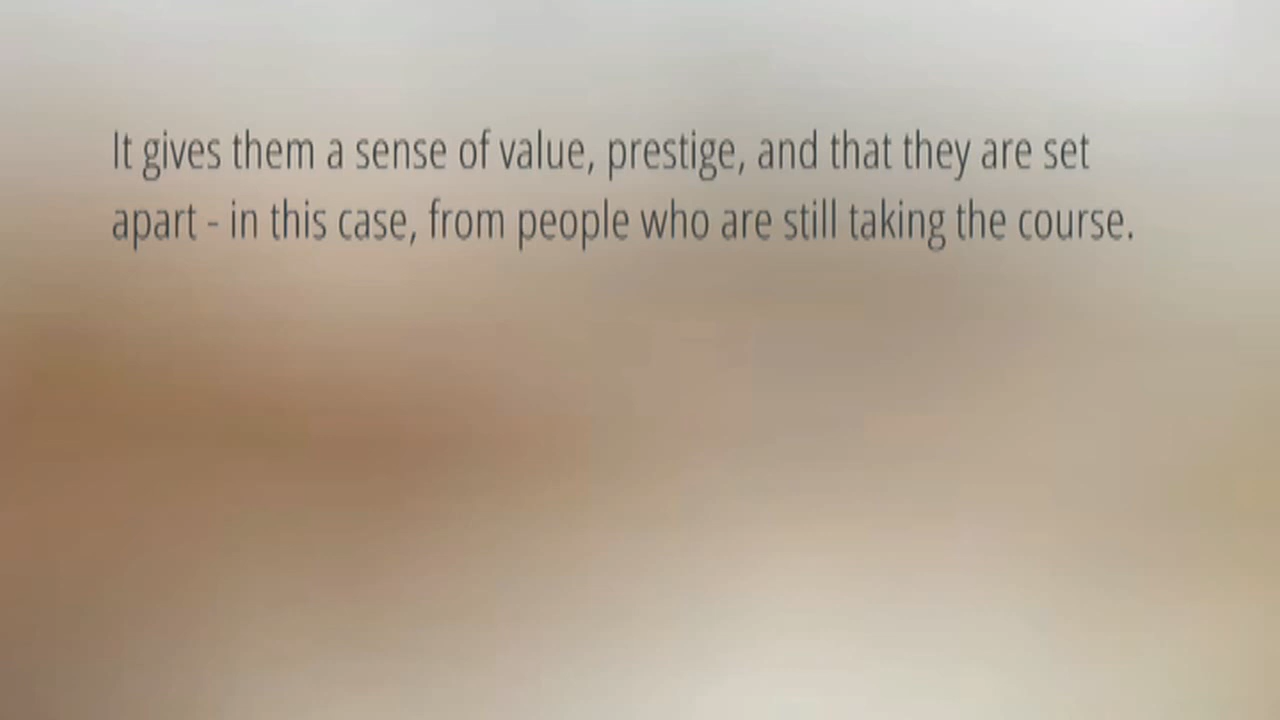 It gives them a sense of value, prestige, and that they are set
apart - in this case, from people who are still taking the course.